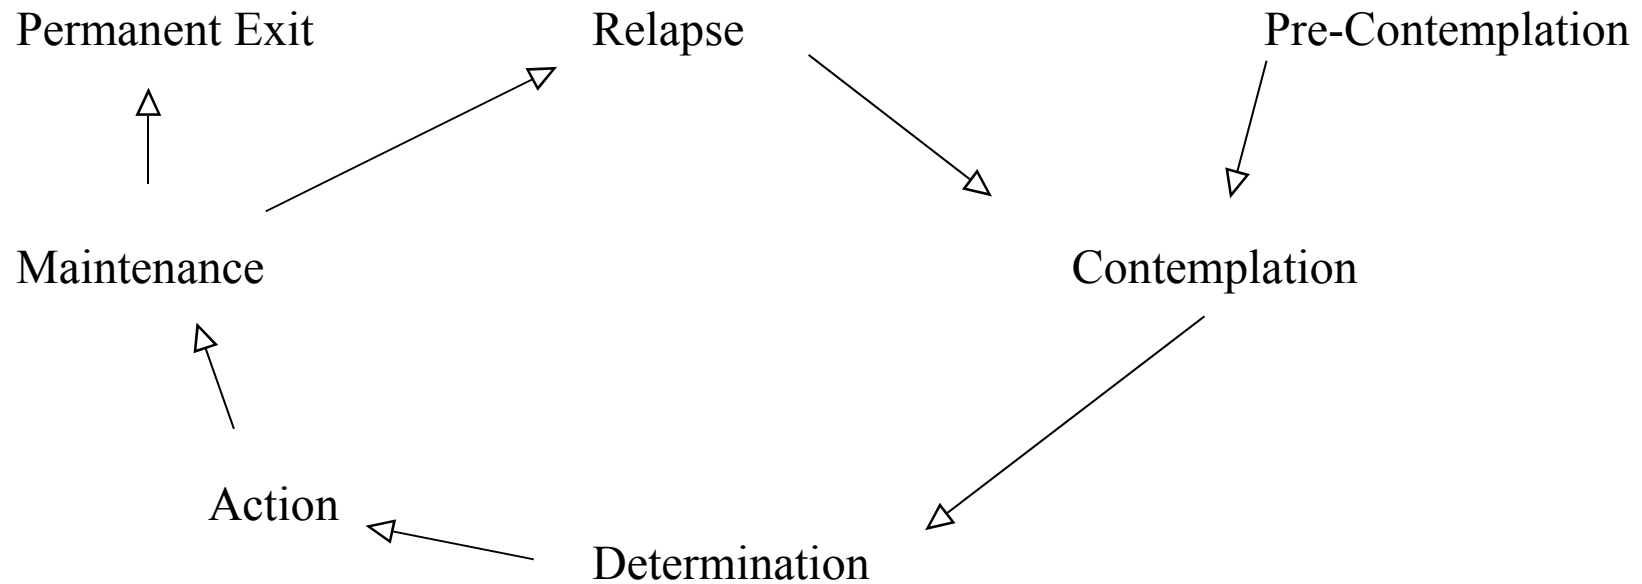 Permanent Exit
Relapse
Pre-Contemplation
Maintenance
Contemplation
Action
Determination